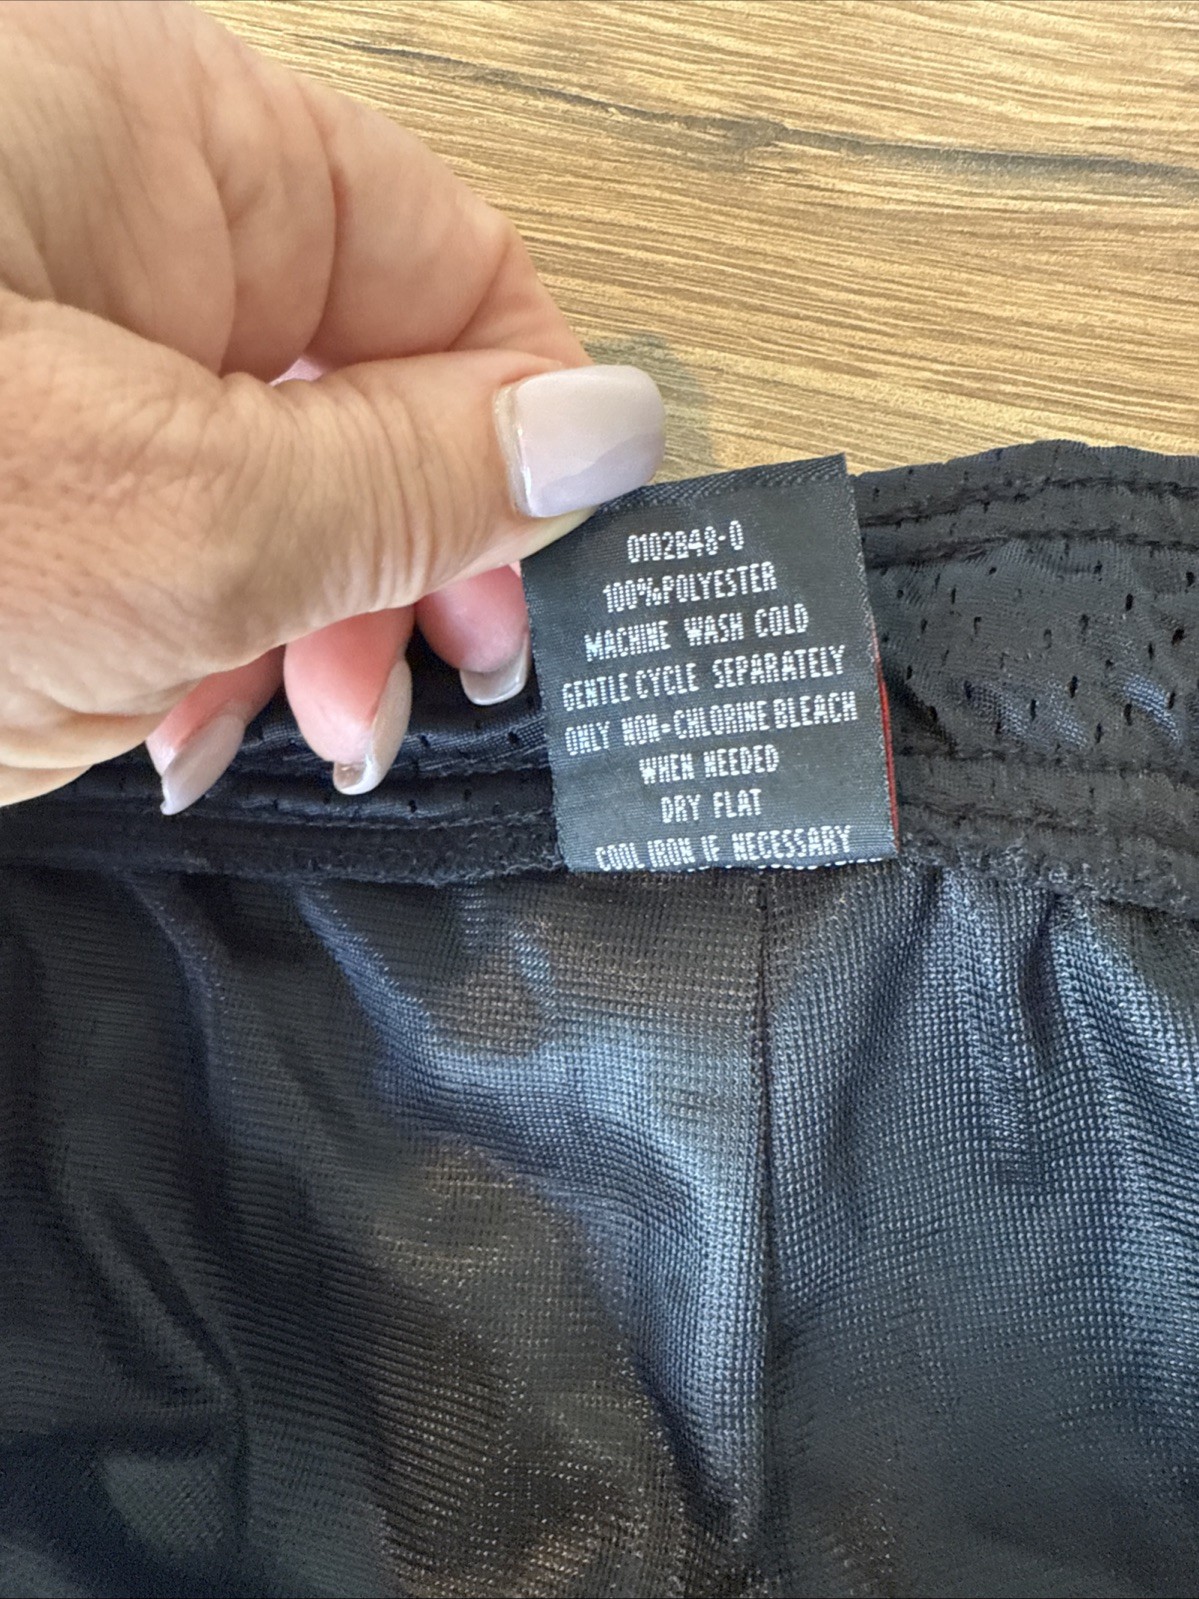 0102B48-0
100%POLYESTER
MACHINE WASH COLD
GENTLE CYCLE SEPARATELY
ONLY NON-CHLORINE BLEACH
WHEN NEEDED
DRY FLAT
COOL IRON IF NECESSARY